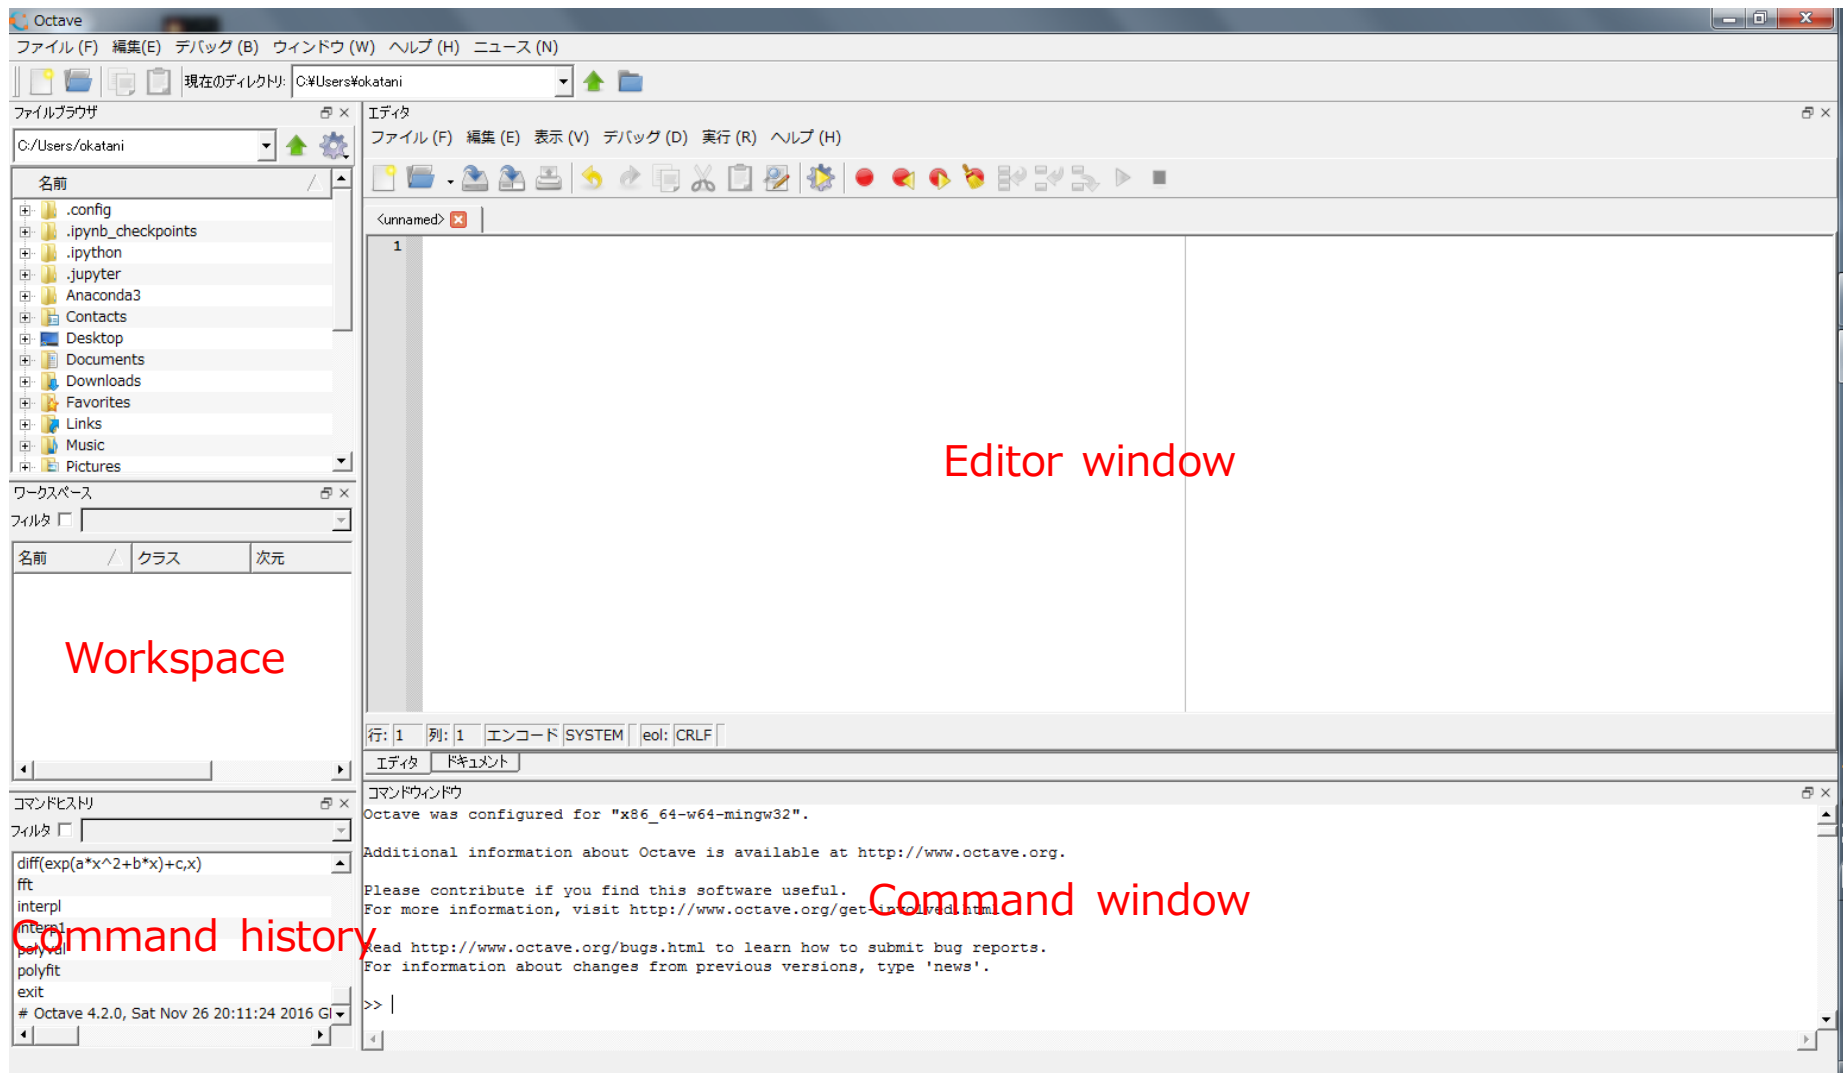 Octave
ファイル (F) 編集(E) デバッグ (B) ウィンドウ (W) ヘルプ (H) ニュース (N)
現在のディレクトリ: C:¥Users¥okatani
ファイルブラウザ
C:/Users/okatani
名前
.config
.ipynb_checkpoints
.ipython
.jupyter
Anaconda3
Contacts
Desktop
Documents
Downloads
Favorites
Links
Music
Pictures
ワークスペース
フィルタ
名前 クラス 次元
Workspace
コマンドヒストリ
フィルタ
diff(exp(a*x^2+b*x)+c,x)
fft
interpl
interp1
Command history
polyval
polyfit
exit
# Octave 4.2.0, Sat Nov 26 20:11:24 2016 G
エディタ
ファイル (F) 編集 (E) 表示 (V) デバッグ (D) 実行 (R) ヘルプ (H)
<unnamed>
1
Editor window
行: 1 列: 1 エンコード SYSTEM eol: CRLF
エディタ ドキュメント
コマンドウィンドウ
Octave was configured for "x86_64-w64-mingw32".
Additional information about Octave is available at http://www.octave.org.
Please contribute if you find this software useful.
For more information, visit http://www.octave.org/get-involved.html
Command window
Read http://www.octave.org/bugs.html to learn how to submit bug reports.
For information about changes from previous versions, type 'news'.
>>